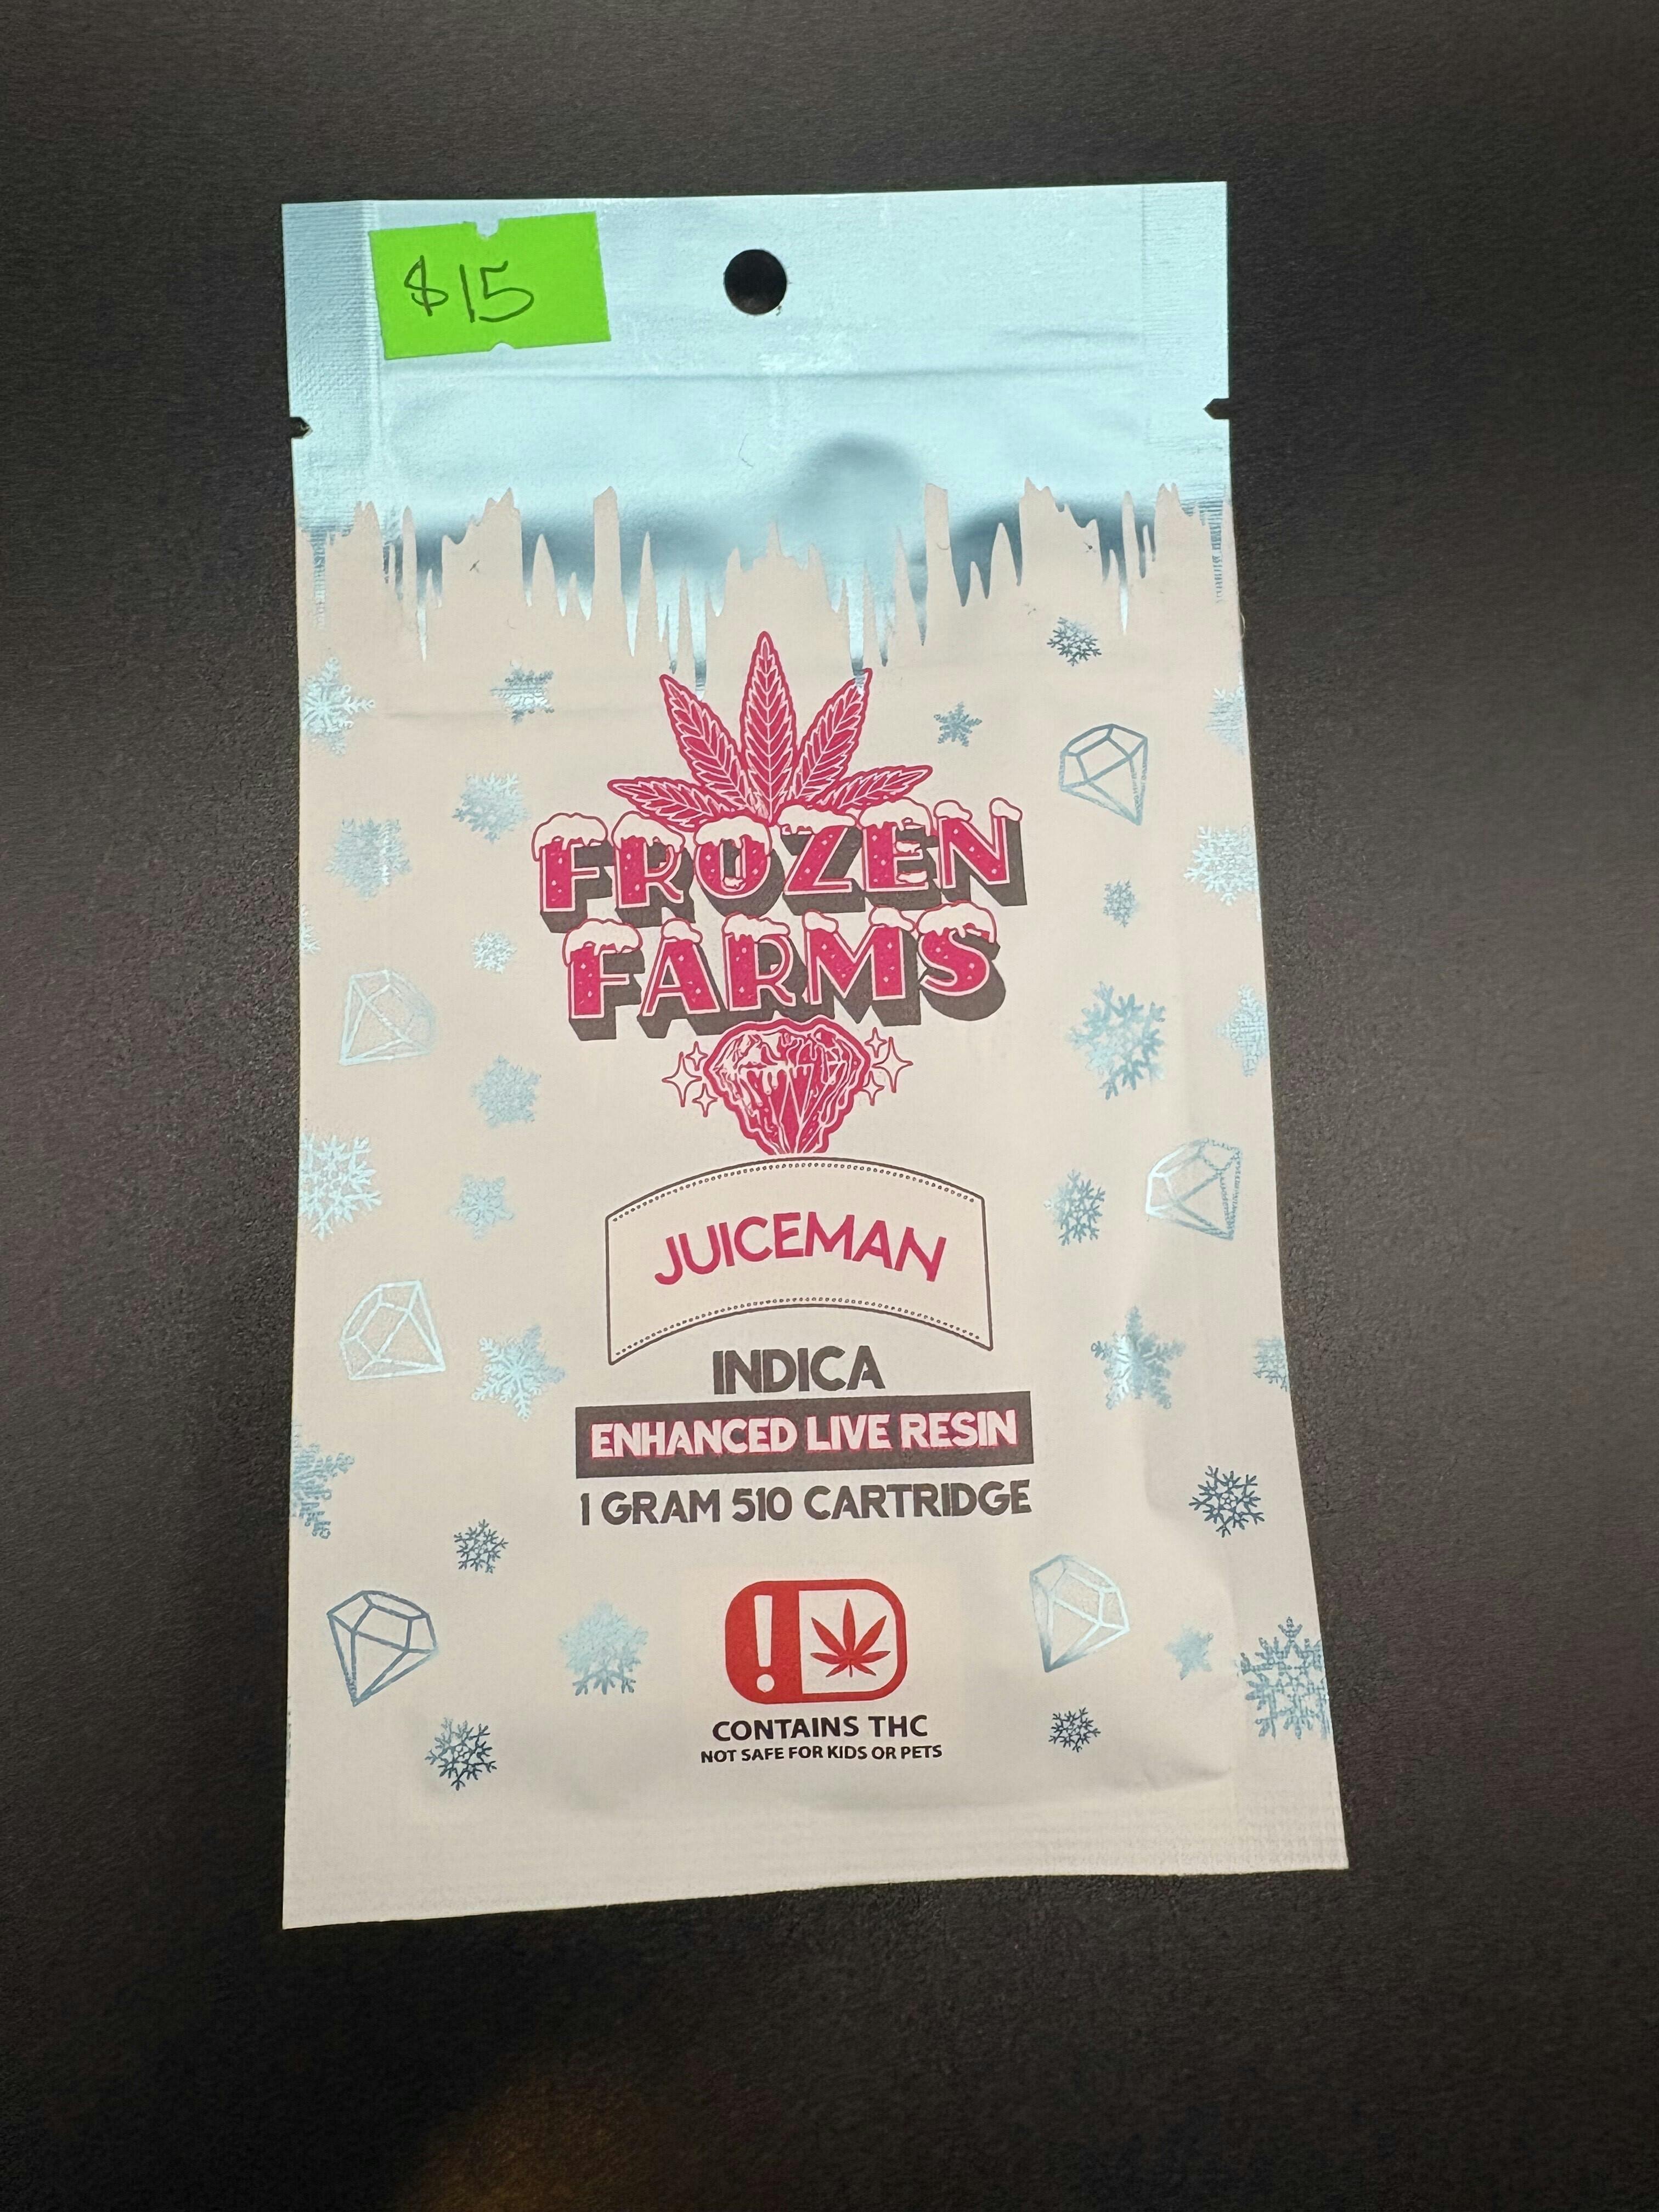 $15
FROZEN
FARMS
JUICEMAN
INDICA
ENHANCED LIVE RESIN
1 GRAM 510 CARTRIDGE
!
CONTAINS THC
NOT SAFE FOR KIDS OR PETS